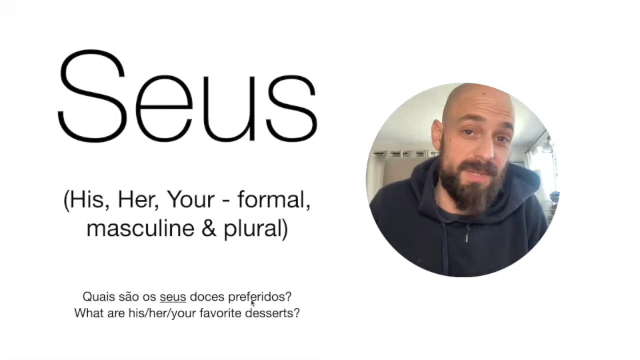 Seus
(His, Her, Your - formal,
masculine & plural)
Quais são os seus doces preferidos?
What are his/her/your favorite desserts?